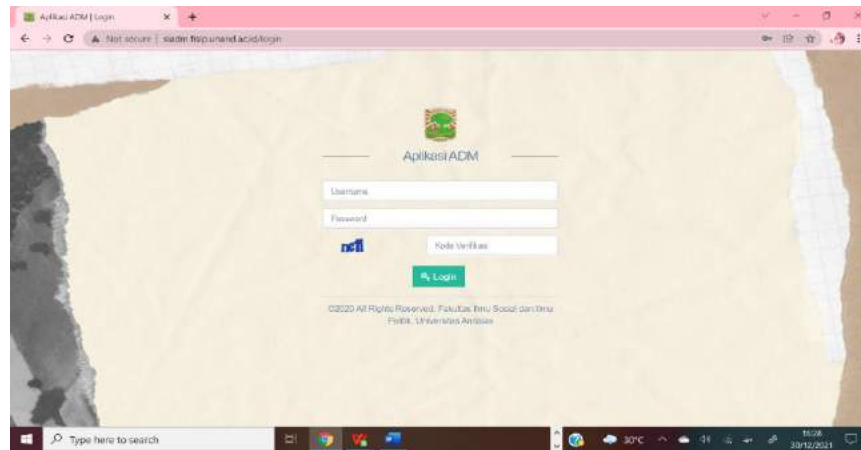 Aplikasi ADM | Login
Not secure | siadm.fisip.unand.ac.id/login
Aplikasi ADM
Username
Password
Kode Verifikasi
Login
©2020 All Rights Reserved. Fakultas Ilmu Sosial dan Ilmu
Politik, Universitas Andalas
Type here to search
30°C
16:28
30/12/2021